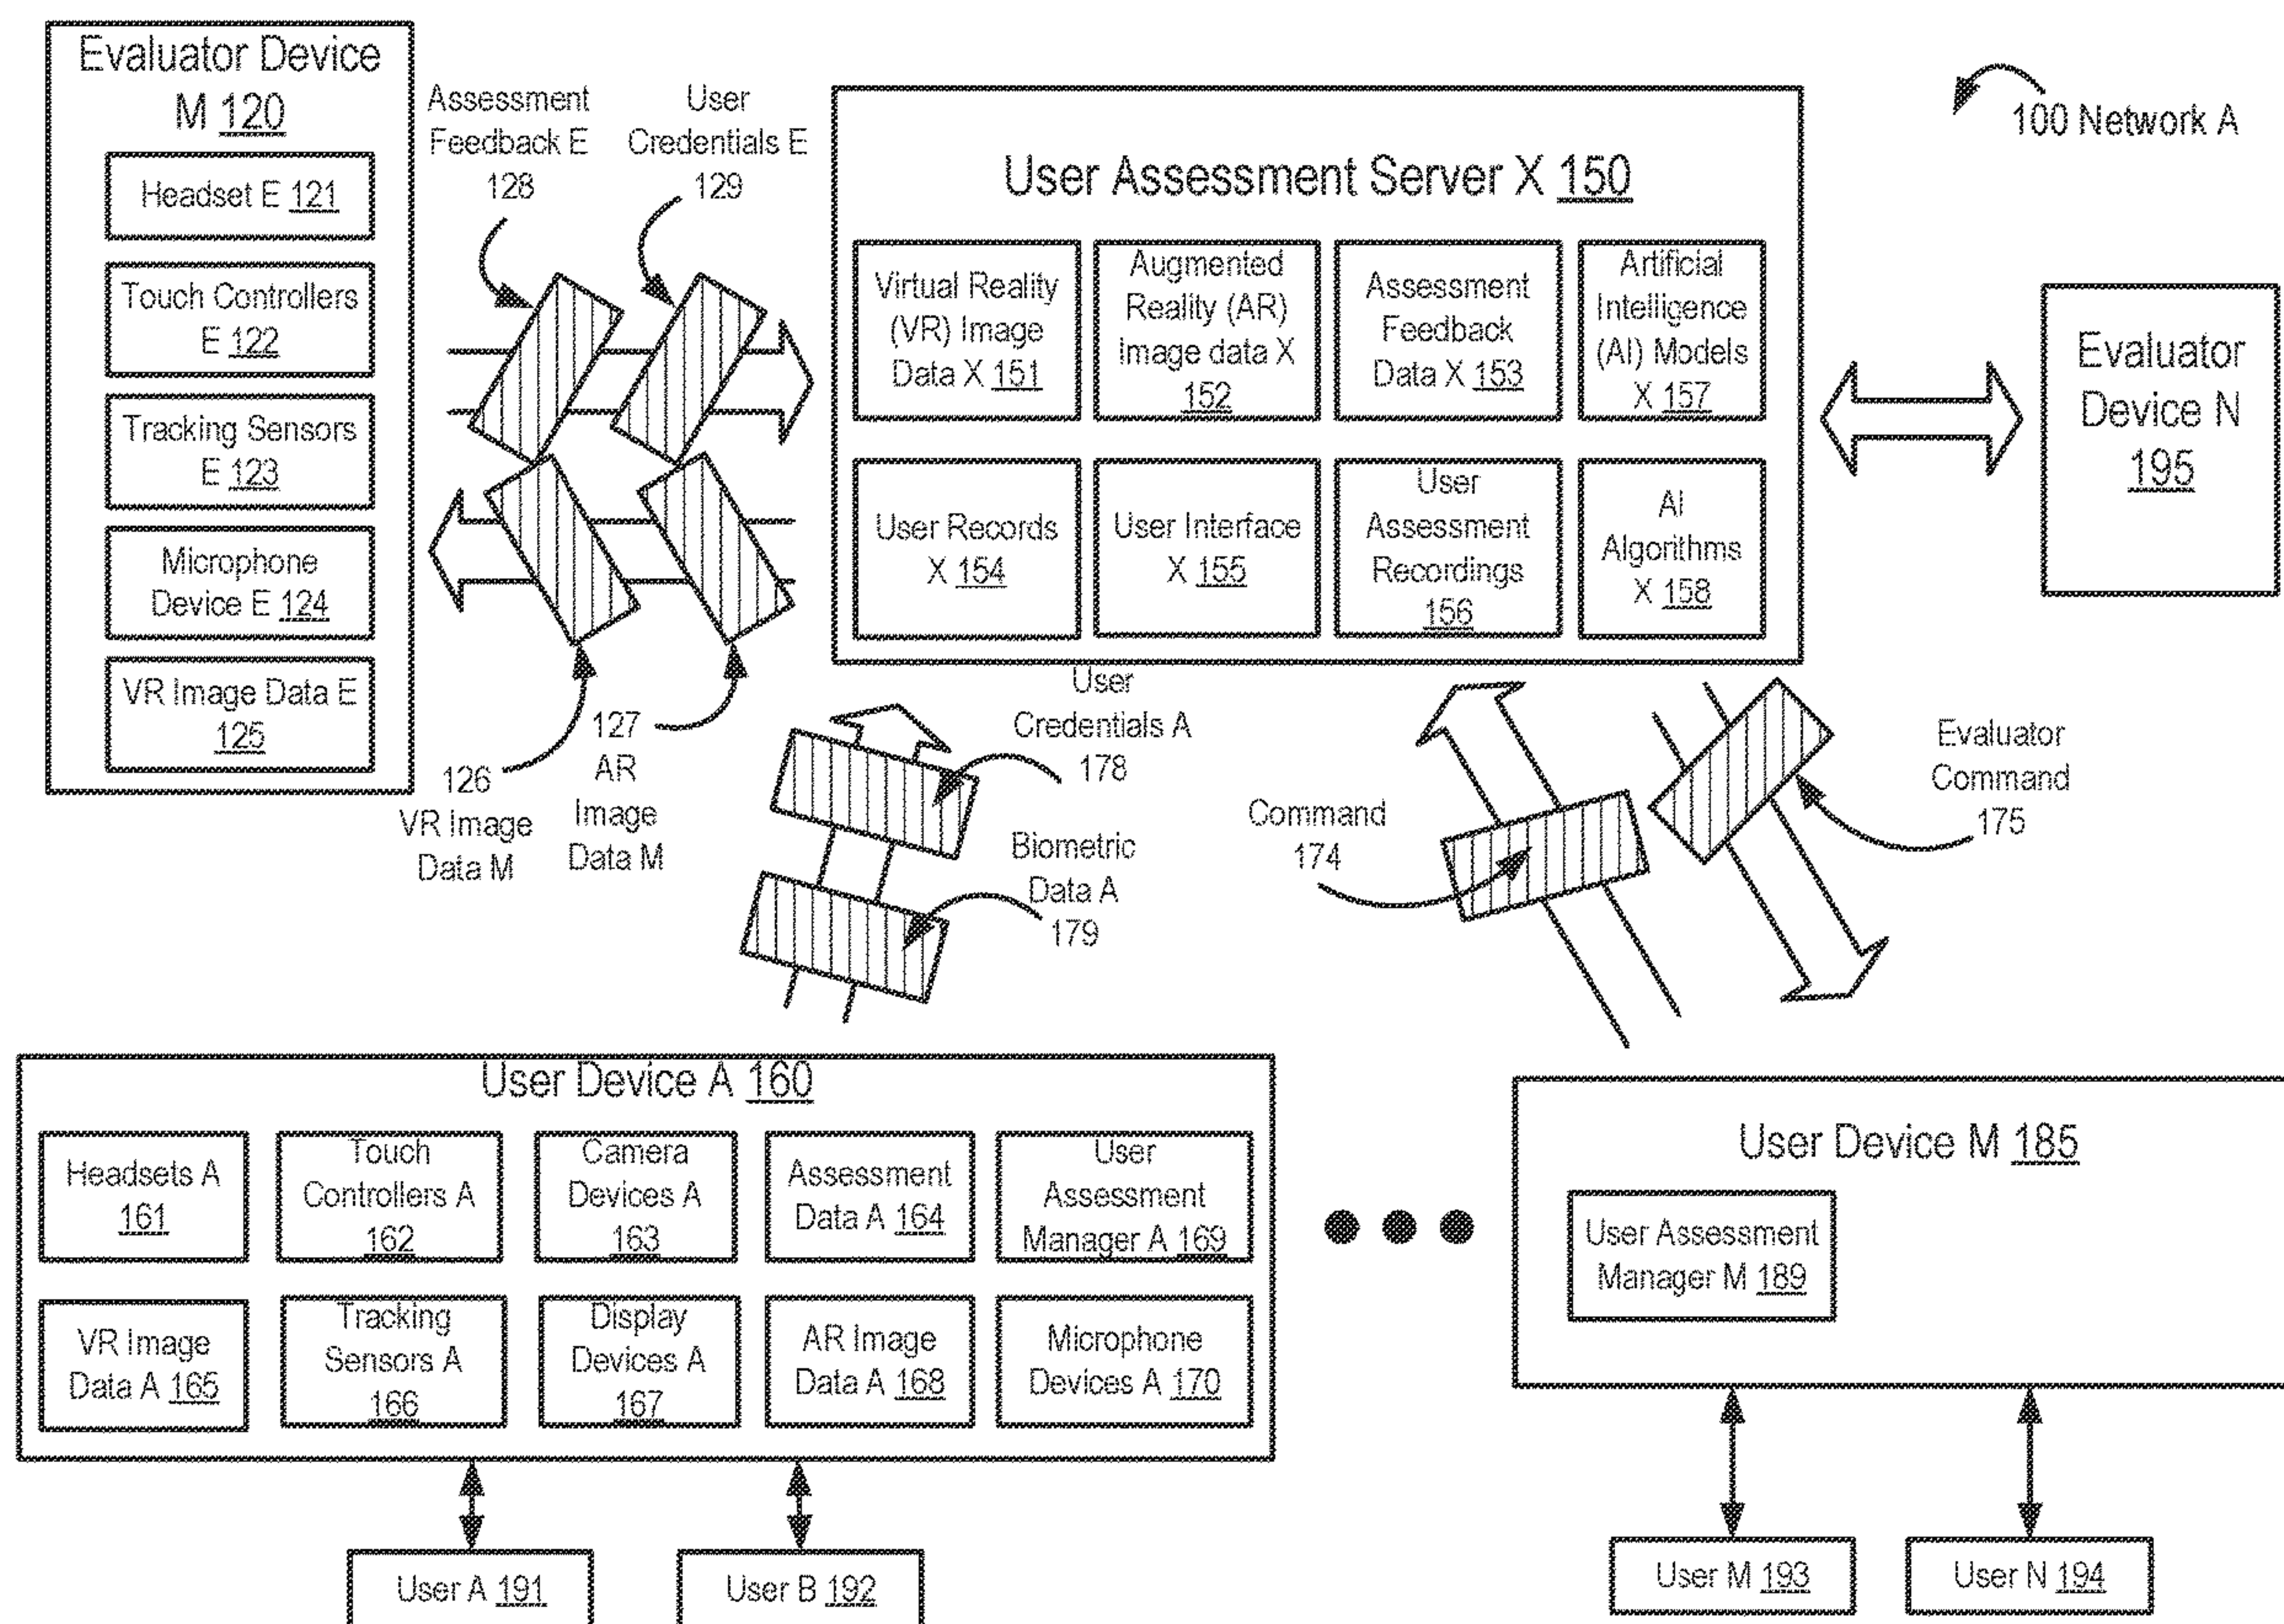 Evaluator Device
M 120
Headset E 121
Touch Controllers
E 122
Tracking Sensors
E 123
Microphone
Device E 124
VR Image Data E
125
Assessment
Feedback E
128
User
Credentials E
129
126
VR Image
Data M
127
AR
Image
Data M
User Assessment Server X 150
Virtual Reality
(VR) Image
Data X 151
Augmented
Reality (AR)
Image data X
152
Assessment
Feedback
Data X 153
Artificial
Intelligence
(AI) Models
X 157
User Records
X 154
User Interface
X 155
User
Assessment
Recordings
156
AI
Algorithms
X 158
100 Network A
Evaluator
Device N
195
User
Credentials A
178
Biometric
Data A
179
Command
174
Evaluator
Command
175
User Device A 160
Headsets A
161
Touch
Controllers A
162
Camera
Devices A
163
Assessment
Data A 164
User
Assessment
Manager A 169
VR Image
Data A 165
Tracking
Sensors A
166
Display
Devices A
167
AR Image
Data A 168
Microphone
Devices A 170
User Device M 185
User Assessment
Manager M 189
User A 191
User B 192
User M 193
User N 194